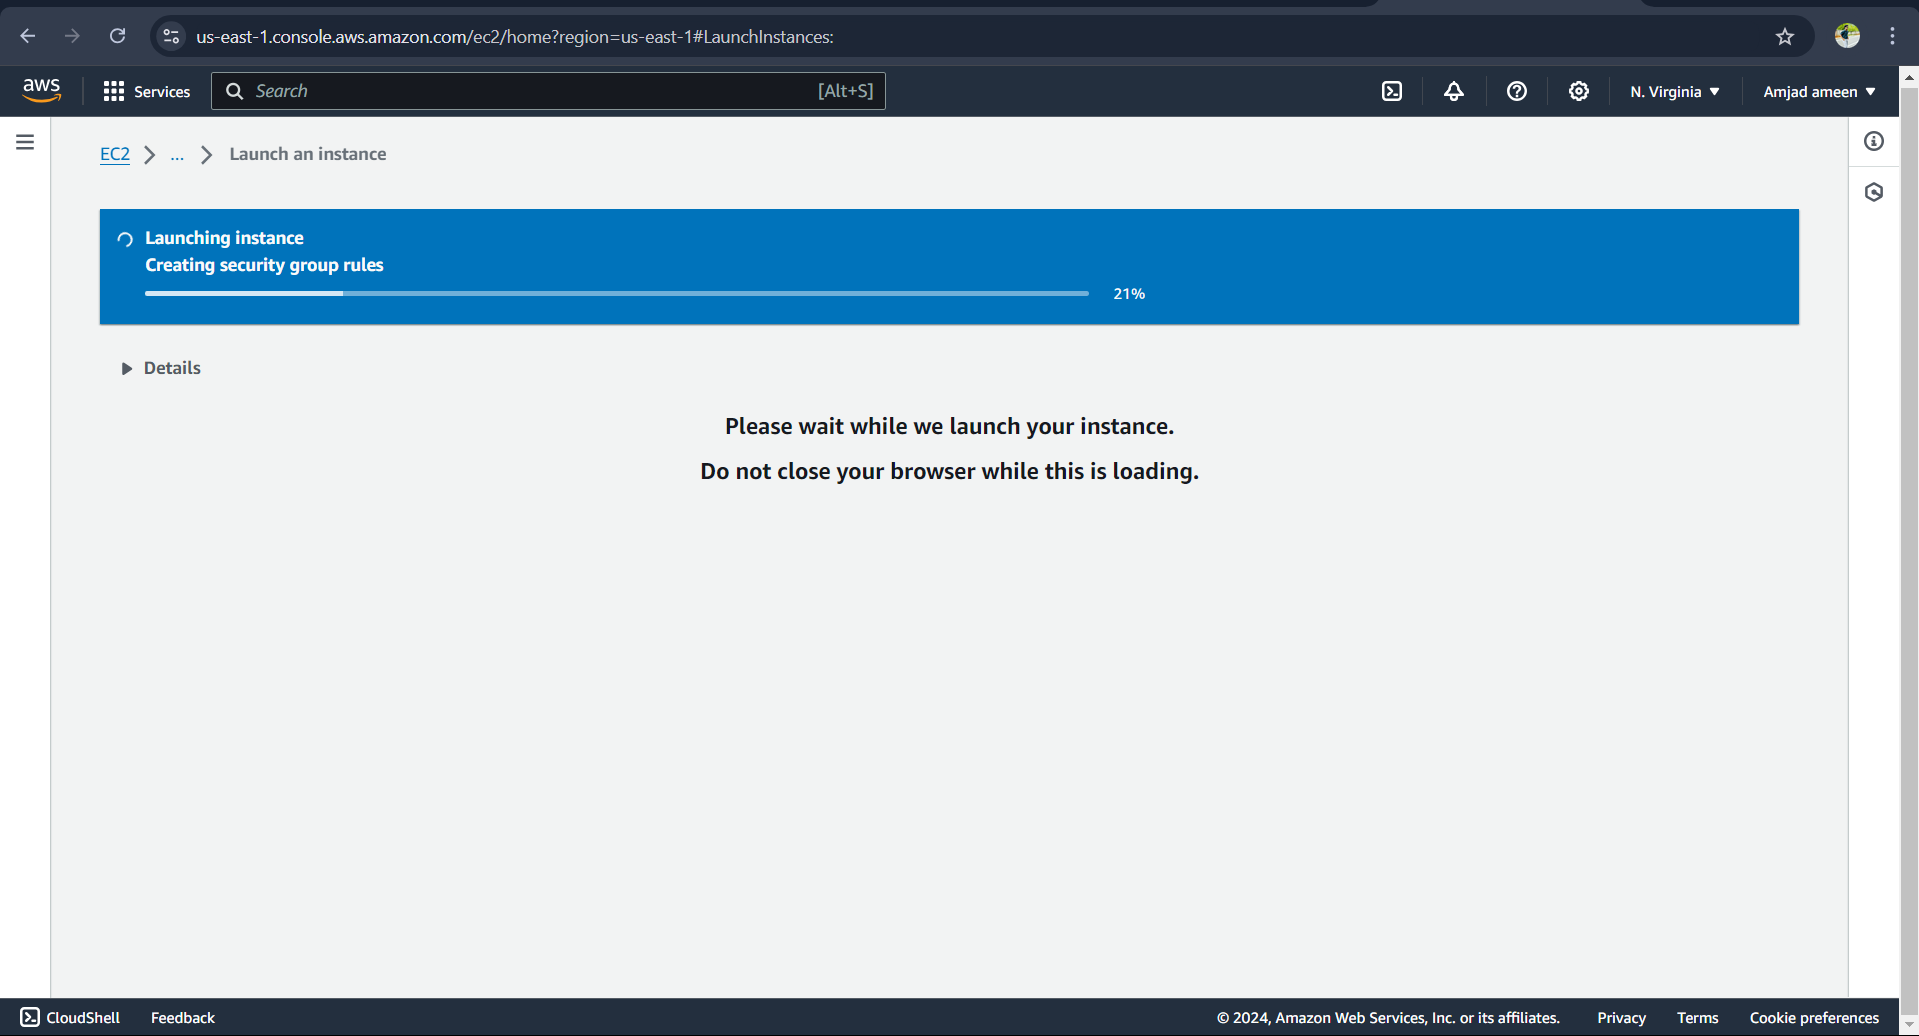 us-east-1.console.aws.amazon.com/ec2/home?region=us-east-1#LaunchInstances:
aws Services Search [Alt+S] N. Virginia Amjad ameen
EC2 ... Launch an instance
Launching instance
Creating security group rules
21%
Details
Please wait while we launch your instance.
Do not close your browser while this is loading.
CloudShell Feedback © 2024, Amazon Web Services, Inc. or its affiliates. Privacy Terms Cookie preferences